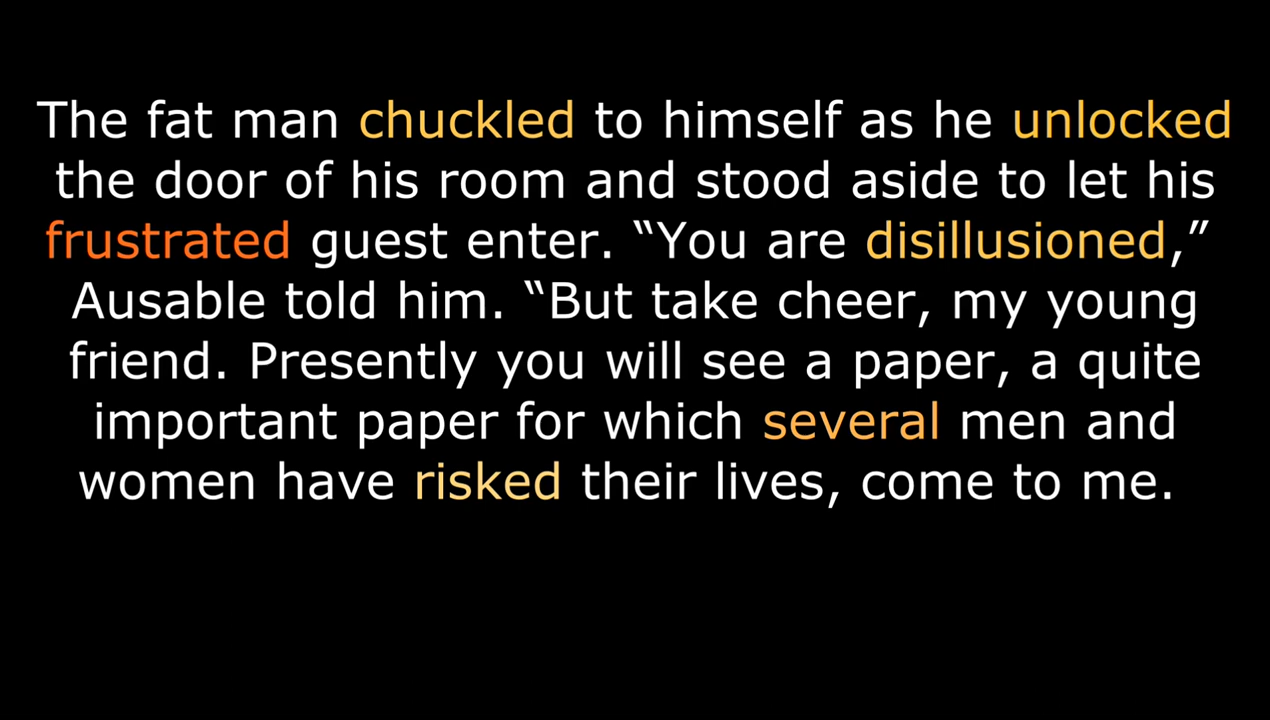 The fat man chuckled to himself as he unlocked
the door of his room and stood aside to let his
frustrated guest enter. “You are disillusioned,”
Ausable told him. “But take cheer, my young
friend. Presently you will see a paper, a quite
important paper for which several men and
women have risked their lives, come to me.